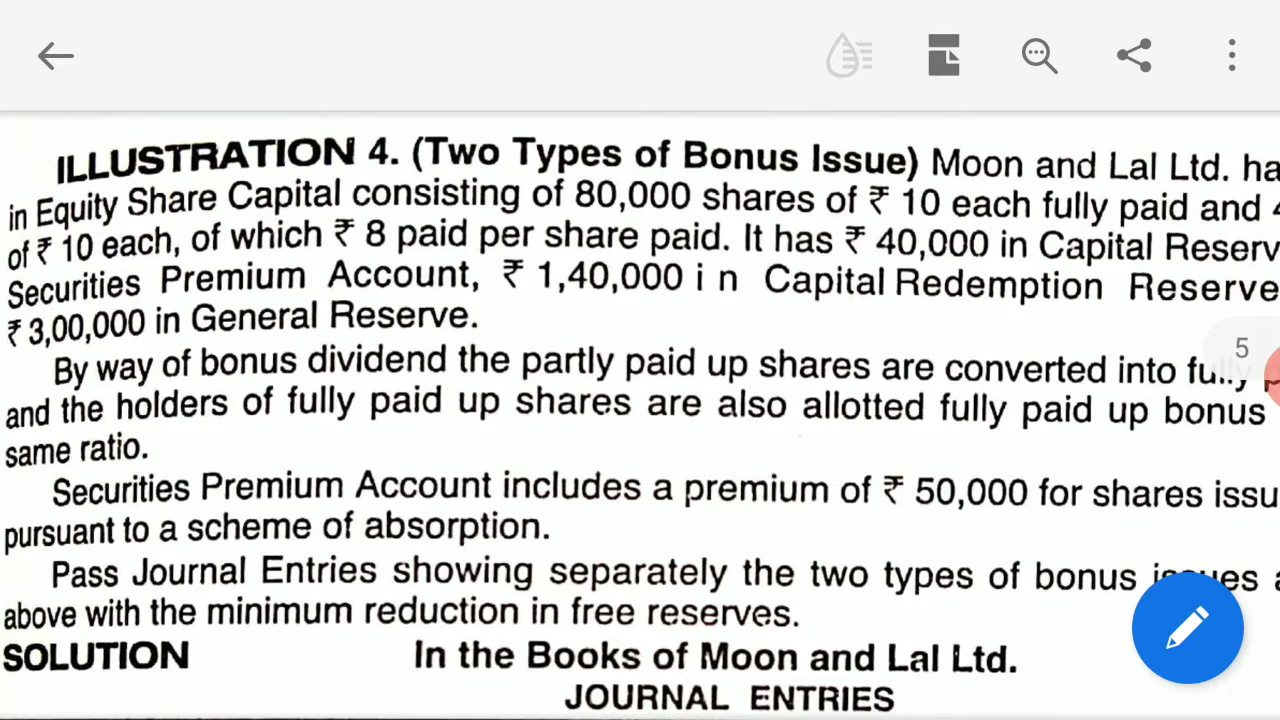 ILLUSTRATION 4. (Two Types of Bonus Issue) Moon and Lal Ltd. ha
in Equity Share Capital consisting of 80,000 shares of ₹ 10 each fully paid and 4
of ₹ 10 each, of which ₹ 8 paid per share paid. It has ₹ 40,000 in Capital Reserv
Securities Premium Account, ₹ 1,40,000 i n Capital Redemption Reserve
₹ 3,00,000 in General Reserve.
5
By way of bonus dividend the partly paid up shares are converted into fully p
and the holders of fully paid up shares are also allotted fully paid up bonus
same ratio.
Securities Premium Account includes a premium of ₹ 50,000 for shares issu
pursuant to a scheme of absorption.
Pass Journal Entries showing separately the two types of bonus issues a
above with the minimum reduction in free reserves.
SOLUTION In the Books of Moon and Lal Ltd.
JOURNAL ENTRIES